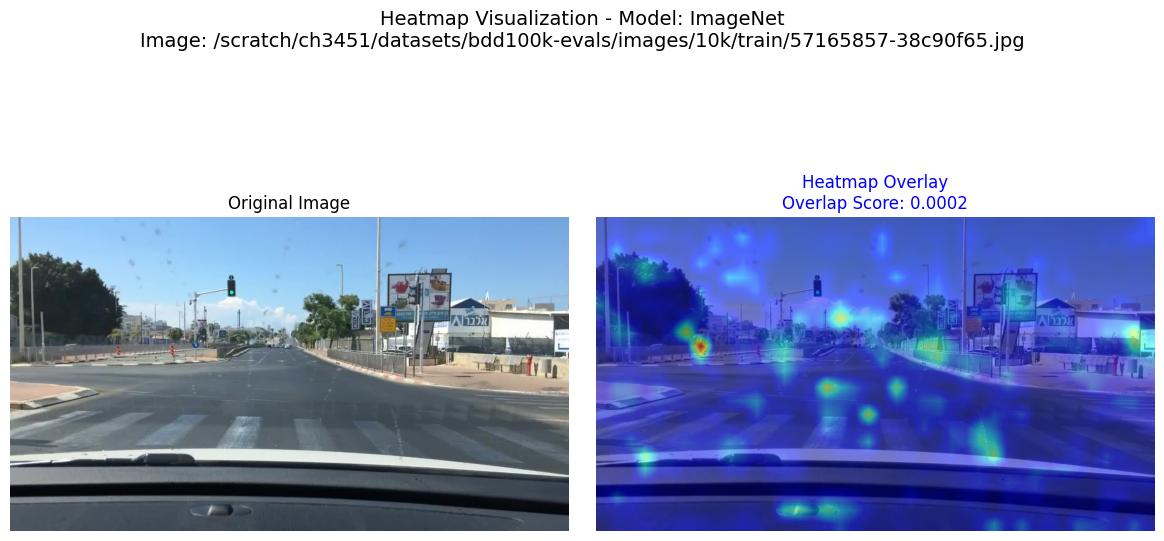 Heatmap Visualization - Model: ImageNet
Image: /scratch/ch3451/datasets/bdd100k-evals/images/10k/train/57165857-38c90f65.jpg
Original Image
Heatmap Overlay
Overlap Score: 0.0002